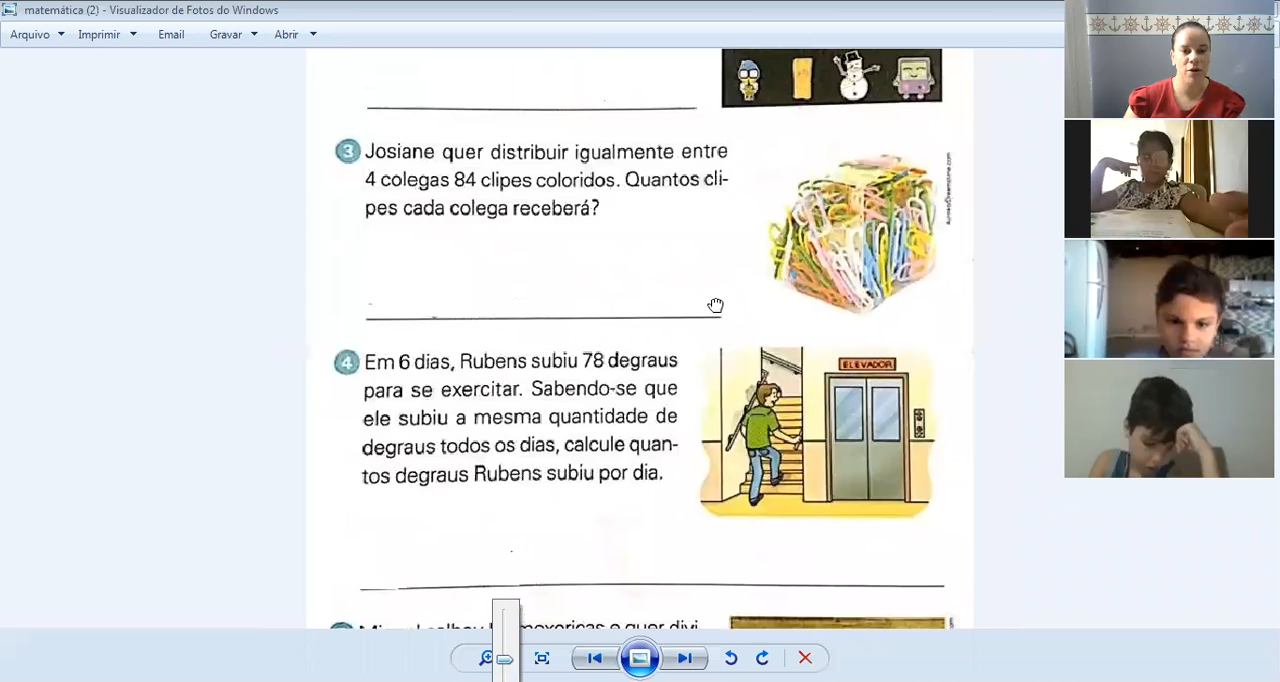 matemática (2) - Visualizador de Fotos do Windows
Arquivo Imprimir Email Gravar Abrir
3 Josiane quer distribuir igualmente entre
4 colegas 84 clipes coloridos. Quantos cli-
pes cada colega receberá?
4 Em 6 dias, Rubens subiu 78 degraus
para se exercitar. Sabendo-se que
ele subiu a mesma quantidade de
degraus todos os dias, calcule quan-
tos degraus Rubens subiu por dia.
ELEVADOR
e quer divi